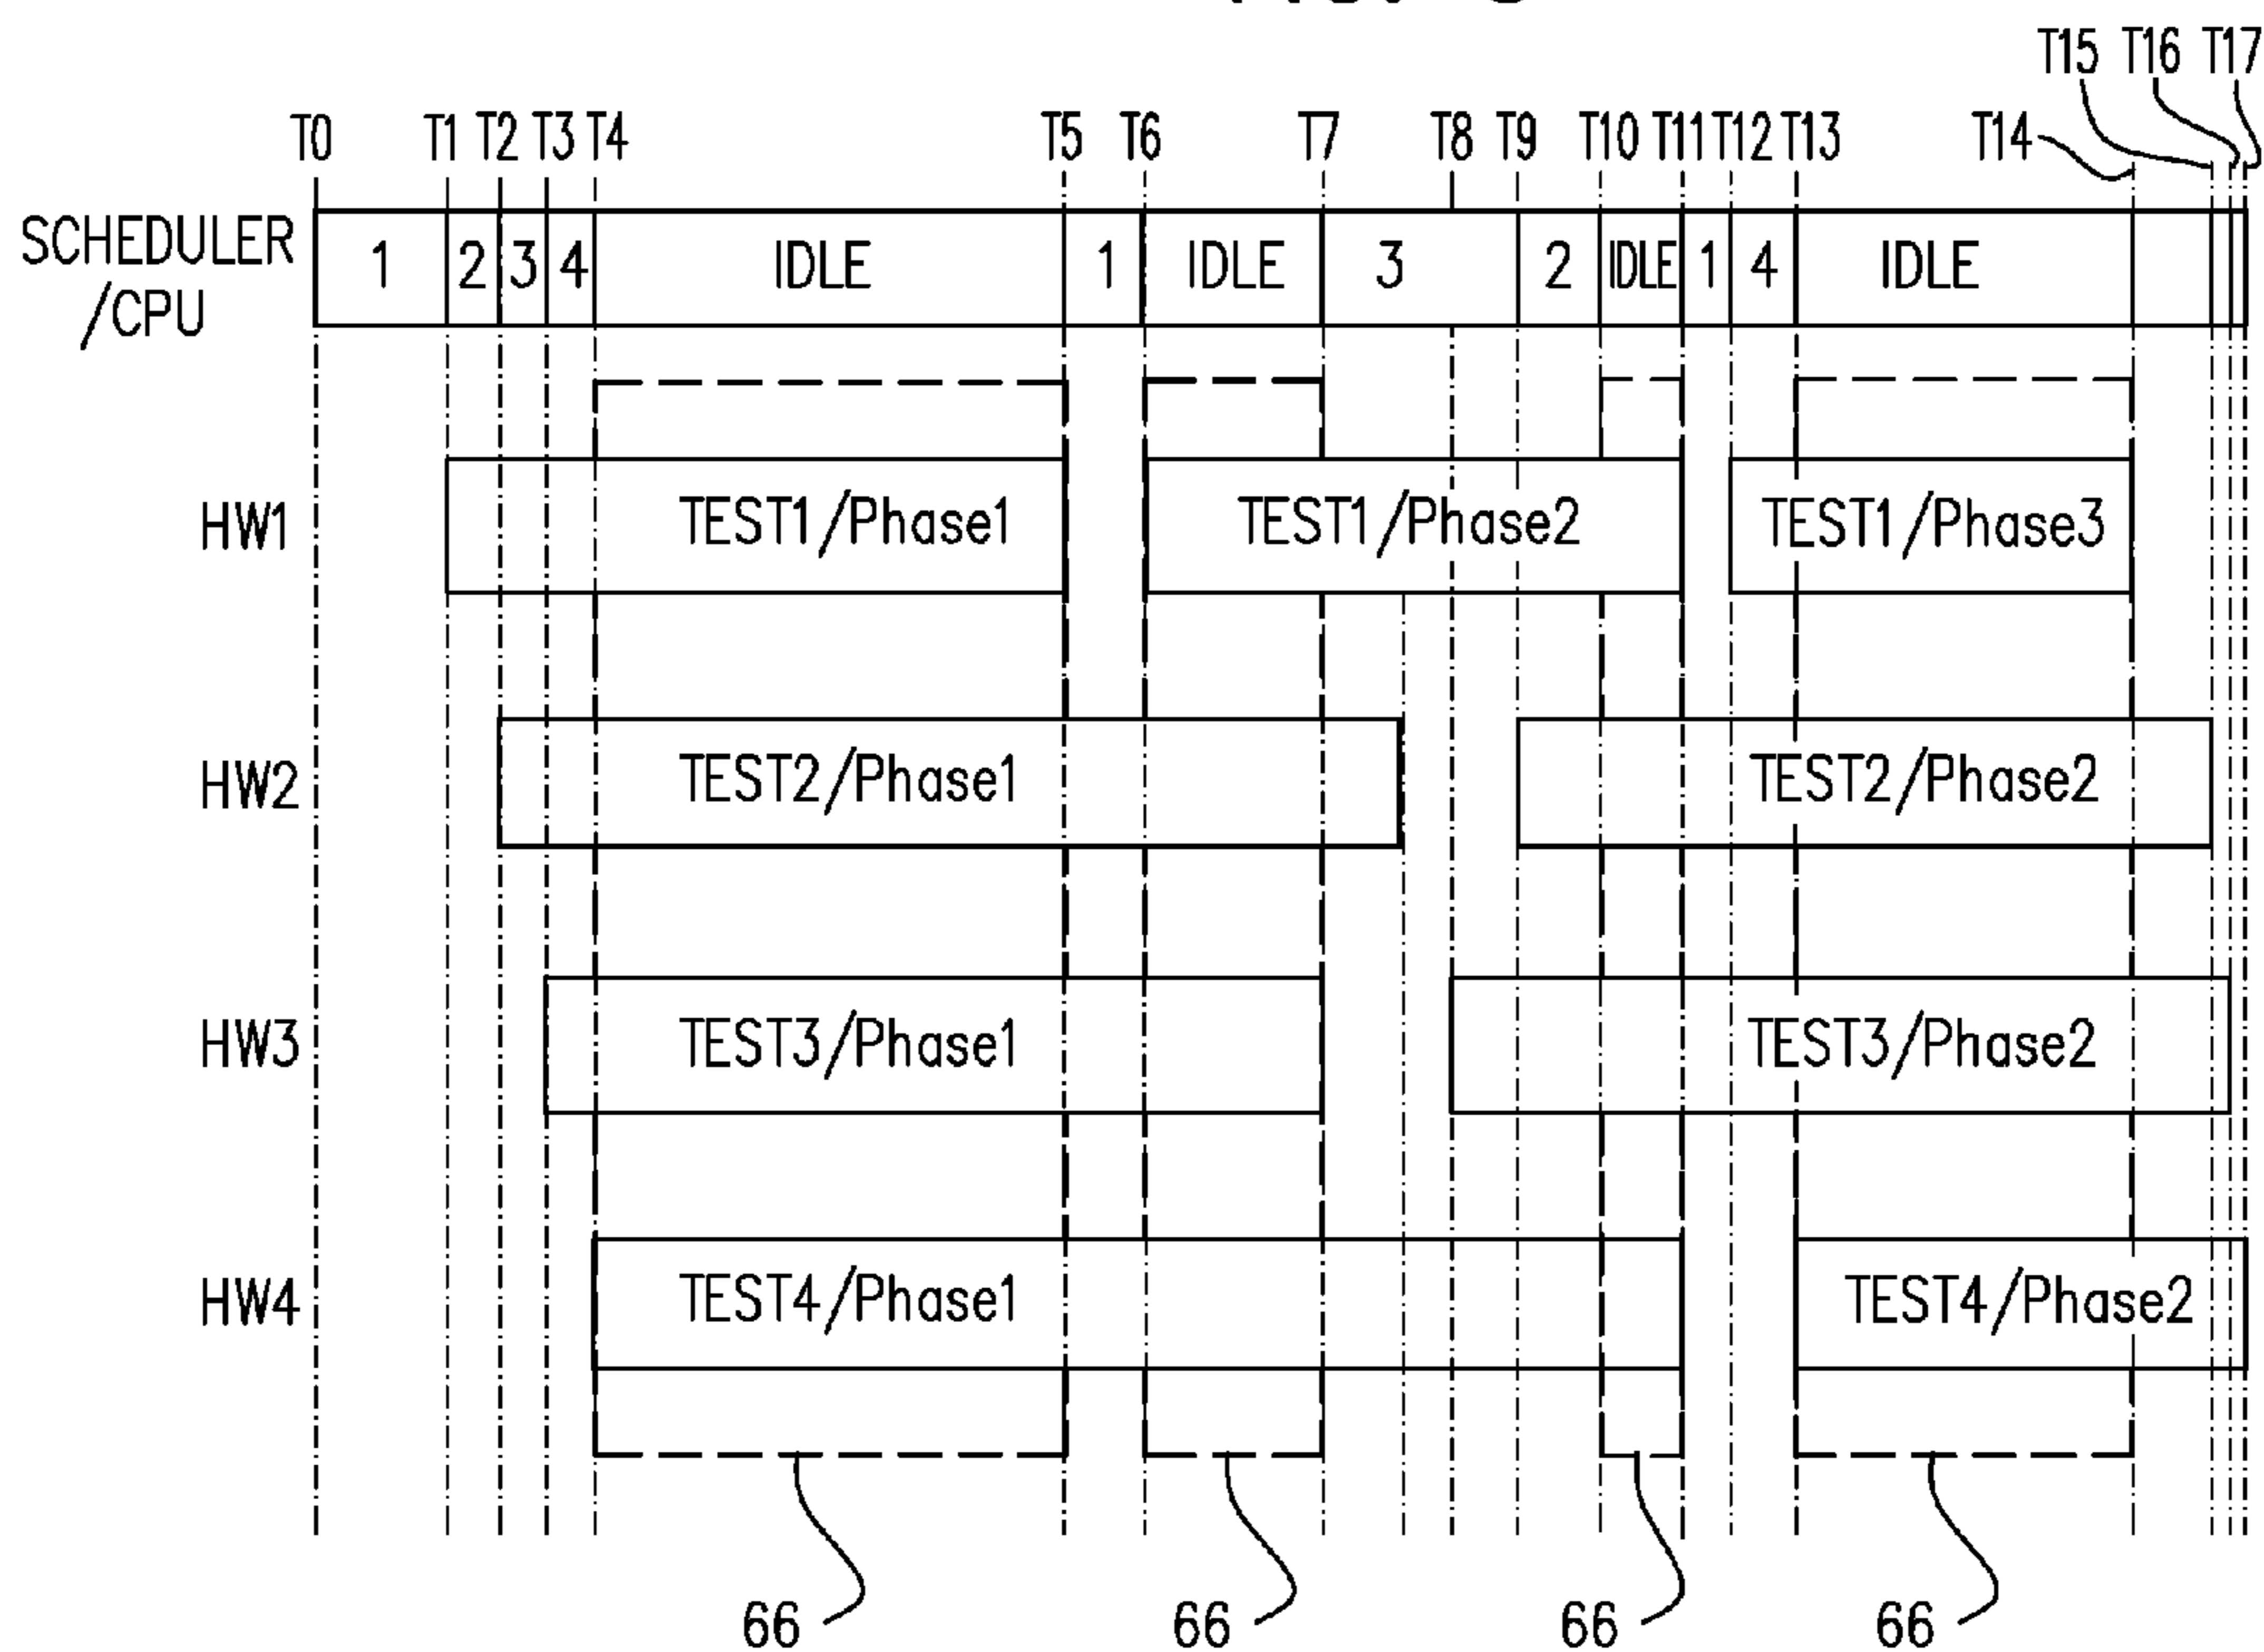 T15 T16 T17
T0 T1 T2 T3 T4 T5 T6 T7 T8 T9 T10 T11 T12 T13 T14
SCHEDULER
/CPU
1 2 3 4 IDLE 1 IDLE 3 2 IDLE 1 4 IDLE
HW1 TEST1/Phase1 TEST1/Phase2 TEST1/Phase3
HW2 TEST2/Phase1 TEST2/Phase2
HW3 TEST3/Phase1 TEST3/Phase2
HW4 TEST4/Phase1 TEST4/Phase2
66 66 66 66